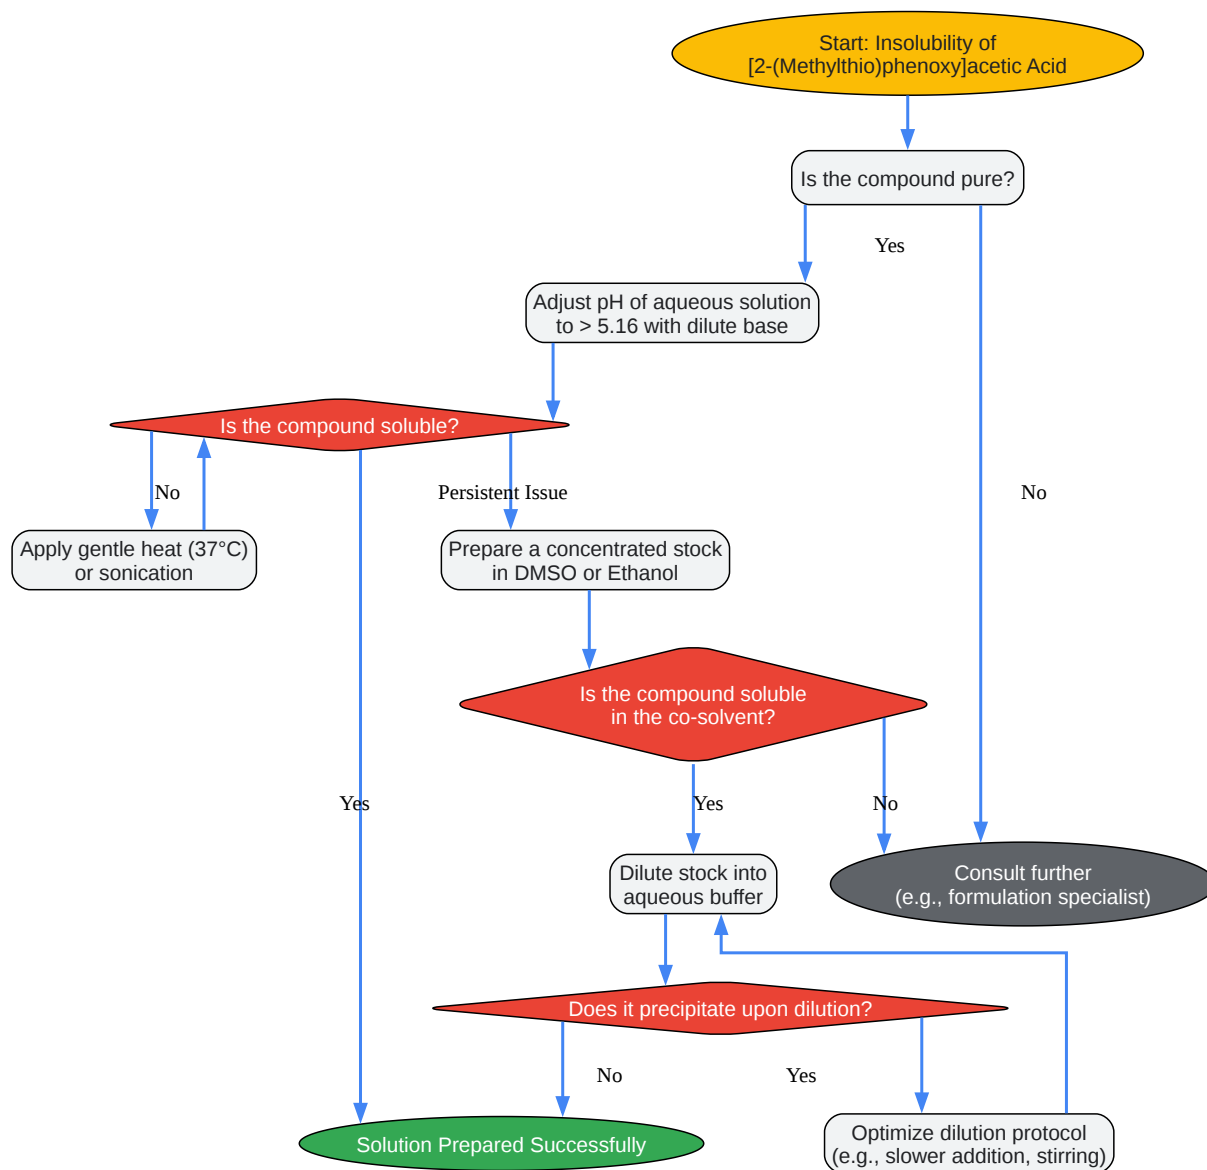 Start: Insolubility of
[2-(Methylthio)phenoxy]acetic Acid
Is the compound pure?
Yes
Adjust pH of aqueous solution
to > 5.16 with dilute base
Is the compound soluble?
No
Persistent Issue
No
Apply gentle heat (37°C)
or sonication
Prepare a concentrated stock
in DMSO or Ethanol
Is the compound soluble
in the co-solvent?
Yes
Yes
No
Dilute stock into
aqueous buffer
Consult further
(e.g., formulation specialist)
Does it precipitate upon dilution?
No
Yes
Solution Prepared Successfully
Optimize dilution protocol
(e.g., slower addition, stirring)